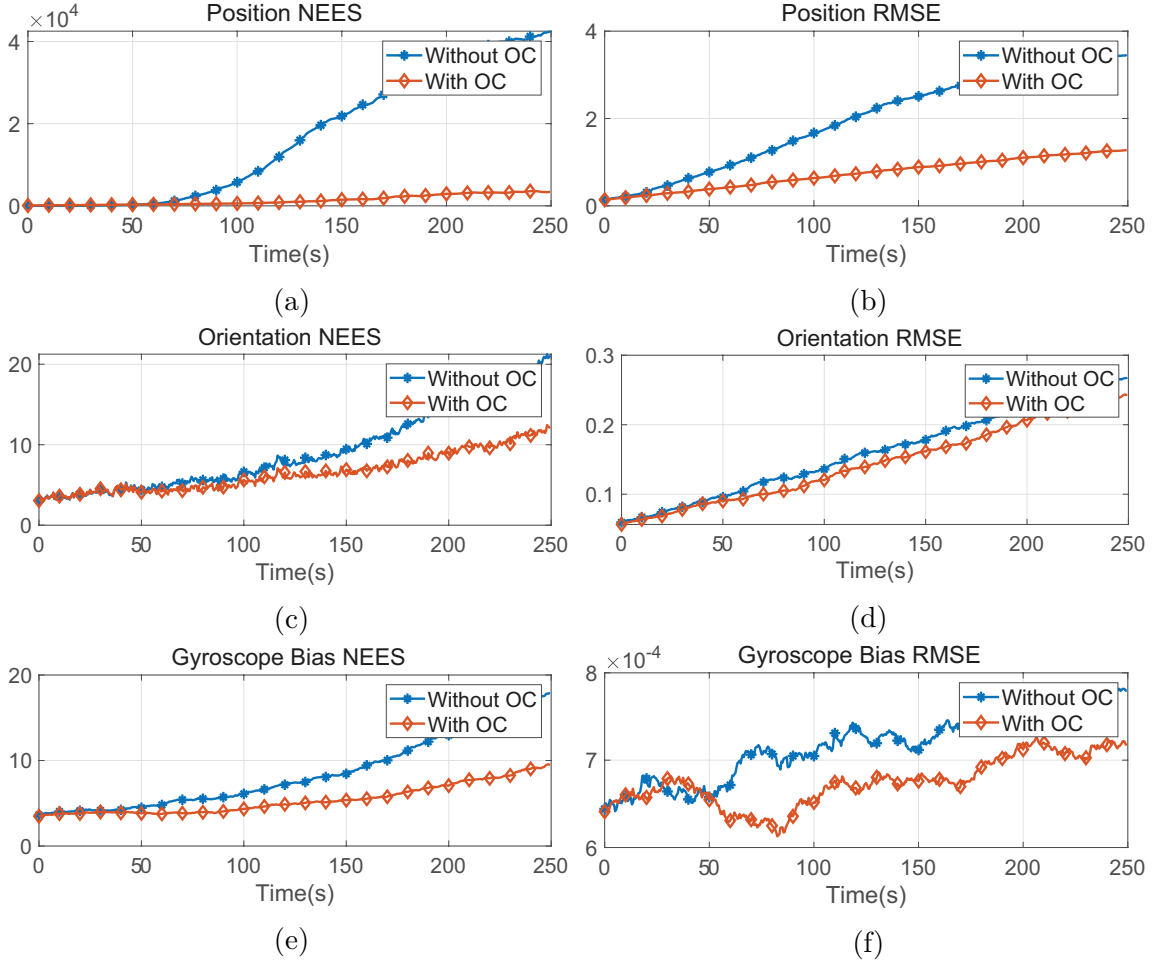 Position NEES
×10⁴
4
2
0
Without OC
With OC
0 50 100 150 200 250
Time(s)
(a)
Position RMSE
4
2
0
Without OC
With OC
0 50 100 150 200 250
Time(s)
(b)
Orientation NEES
20
10
0
Without OC
With OC
0 50 100 150 200 250
Time(s)
(c)
Orientation RMSE
0.3
0.2
0.1
Without OC
With OC
0 50 100 150 200 250
Time(s)
(d)
Gyroscope Bias NEES
20
10
0
Without OC
With OC
0 50 100 150 200 250
Time(s)
(e)
Gyroscope Bias RMSE
×10⁻⁴
8
7
6
Without OC
With OC
0 50 100 150 200 250
Time(s)
(f)